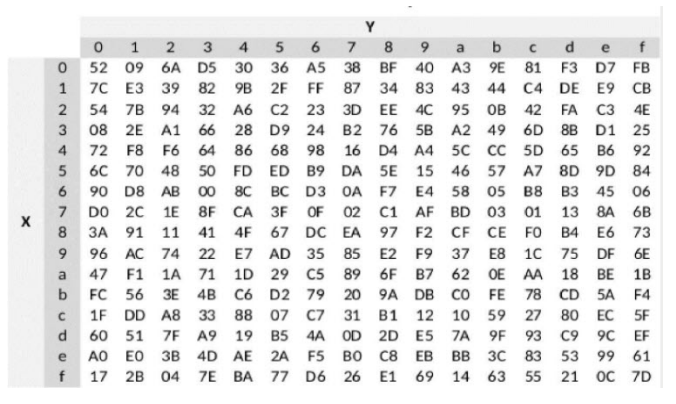 Y
0 1 2 3 4 5 6 7 8 9 a b c d e f
0 52 09 6A D5 30 36 A5 38 BF 40 A3 9E 81 F3 D7 FB
1 7C E3 39 82 9B 2F FF 87 34 83 43 44 C4 DE E9 CB
2 54 7B 94 32 A6 C2 23 3D EE 4C 95 0B 42 FA C3 4E
3 08 2E A1 66 28 D9 24 B2 76 5B A2 49 6D 8B D1 25
4 72 F8 F6 64 86 68 98 16 D4 A4 5C CC 5D 65 B6 92
5 6C 70 48 50 FD ED B9 DA 5E 15 46 57 A7 8D 9D 84
6 90 D8 AB 00 8C BC D3 0A F7 E4 58 05 B8 B3 45 06
7 D0 2C 1E 8F CA 3F 0F 02 C1 AF BD 03 01 13 8A 6B
X
8 3A 91 11 41 4F 67 DC EA 97 F2 CF CE F0 B4 E6 73
9 96 AC 74 22 E7 AD 35 85 E2 F9 37 E8 1C 75 DF 6E
a 47 F1 1A 71 1D 29 C5 89 6F B7 62 0E AA 18 BE 1B
b FC 56 3E 4B C6 D2 79 20 9A DB C0 FE 78 CD 5A F4
c 1F DD A8 33 88 07 C7 31 B1 12 10 59 27 80 EC 5F
d 60 51 7F A9 19 B5 4A 0D 2D E5 7A 9F 93 C9 9C EF
e A0 E0 3B 4D AE 2A F5 B0 C8 EB BB 3C 83 53 99 61
f 17 2B 04 7E BA 77 D6 26 E1 69 14 63 55 21 0C 7D